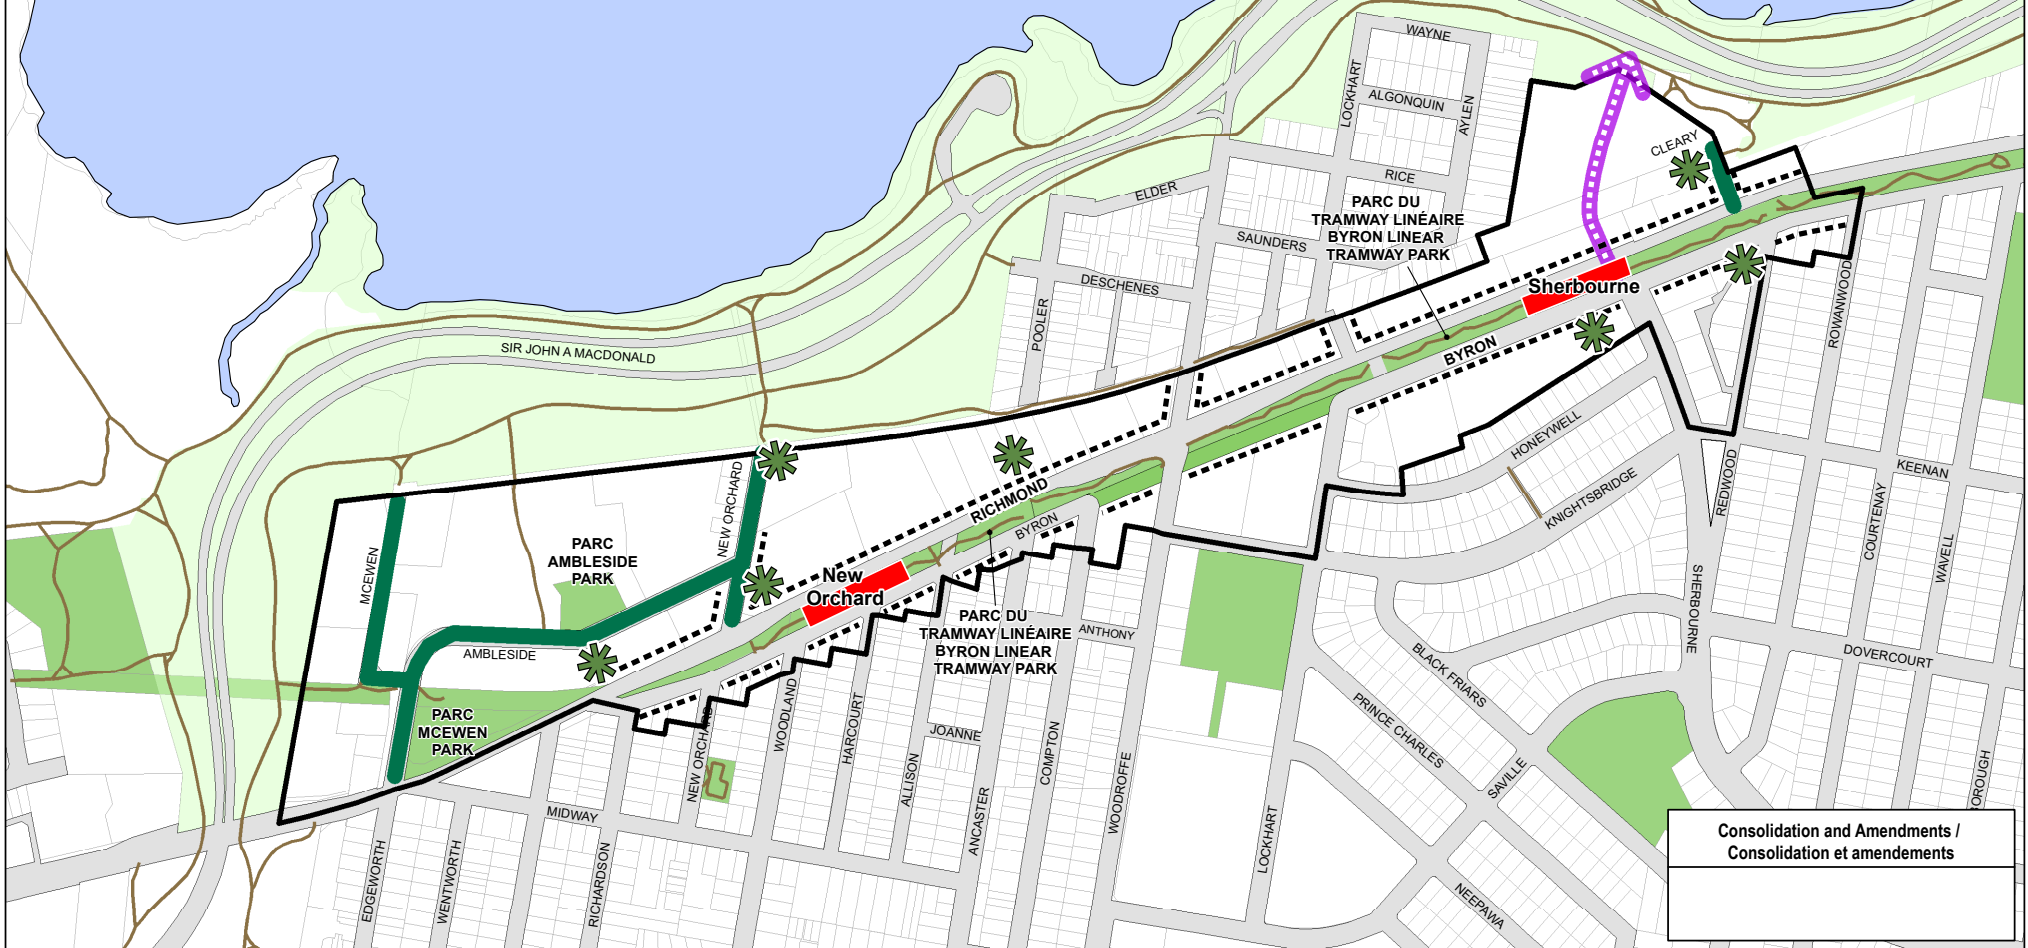 WAYNE
LOCKHART
ALGONQUIN
AYLEN
CLEARY
RICE
ELDER
PARC DU
TRAMWAY LINÉAIRE
BYRON LINEAR
TRAMWAY PARK
SAUNDERS
DESCHENES
Sherbourne
POOLER
ROWANWOOD
SIR JOHN A MACDONALD
BYRON
HONEYWELL
KEENAN
NEW ORCHARD
RICHMOND
KNIGHTSBRIDGE
REDWOOD
COURTENAY
WAVELL
BYRON
PARC
AMBLESIDE
PARK
MCEWEN
New
Orchard
SHERBOURNE
PARC DU
TRAMWAY LINÉAIRE
BYRON LINEAR
TRAMWAY PARK
ANTHONY
AMBLESIDE
DOVERCOURT
BLACK FRIARS
PARC
MCEWEN
PARK
WOODLAND
HARCOURT
JOANNE
COMPTON
PRINCE CHARLES
NEW ORCHARD
ALLISON
WOODROFFE
SAVILLE
OROUGH
MIDWAY
ANCASTER
LOCKHART
Consolidation and Amendments /
Consolidation et amendements
EDGEWORTH
WENTWORTH
RICHARDSON
NEEPAWA